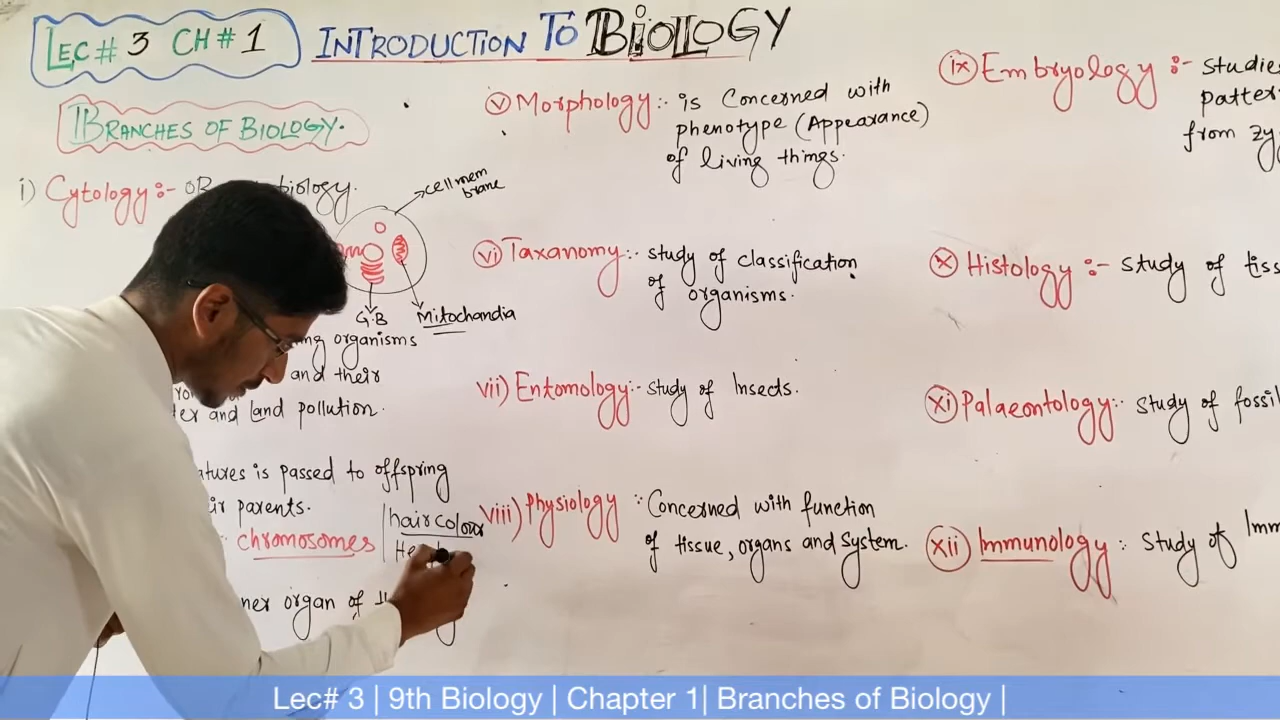 LEC# 3 CH# 1
INTRODUCTION TO BIOLOGY
BRANCHES OF BIOLOGY.
i) Cytology:- OR biology.
cell mem
brane
G.B
Mitochandia
organisms
and their
and land pollution.
is passed to offspring
parents.
chromosomes
hair colour
organ of
v Morphology:- is Concerned with
phenotype (Appearance)
of living things.
vi Taxanomy:- study of classification
of organisms.
vii) Entomology:- study of Insects.
viii) Physiology : Concerned with function
of tissue, organs and system.
ix Embryology :- studies
from
x Histology :- study of
xi Palaeontology:- study of
xii Immunology : Study of
Lec# 3 | 9th Biology | Chapter 1| Branches of Biology |